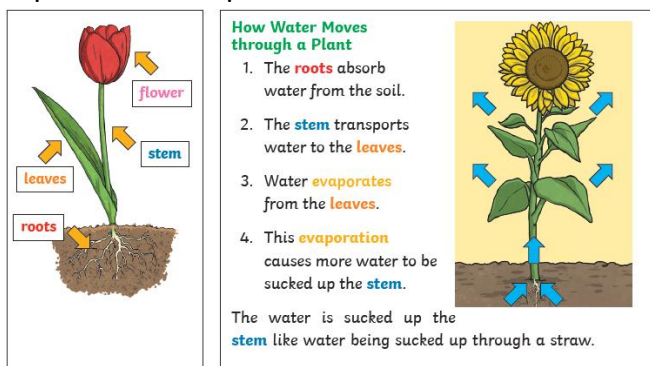 flower
stem
leaves
roots
How Water Moves
through a Plant
1. The roots absorb
water from the soil.
2. The stem transports
water to the leaves.
3. Water evaporates
from the leaves.
4. This evaporation
causes more water to be
sucked up the stem.
The water is sucked up the
stem like water being sucked up through a straw.